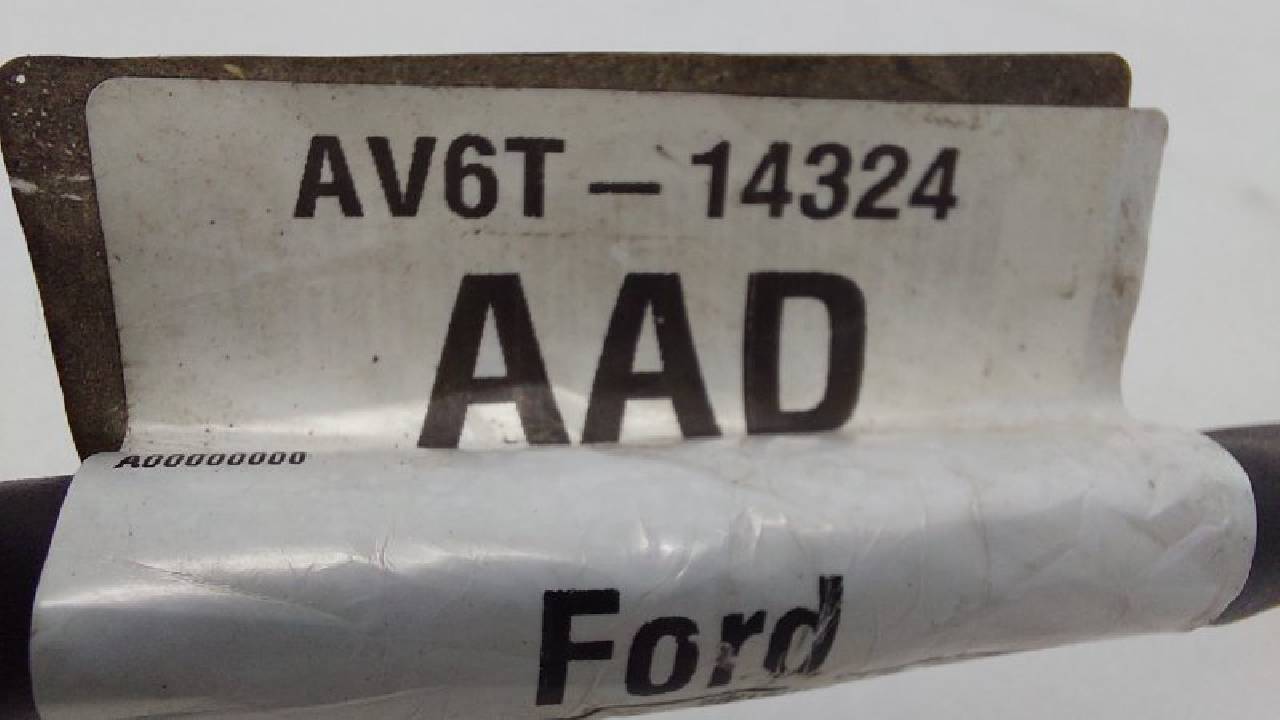 AV6T – 14324
AAD
A00000000
Ford